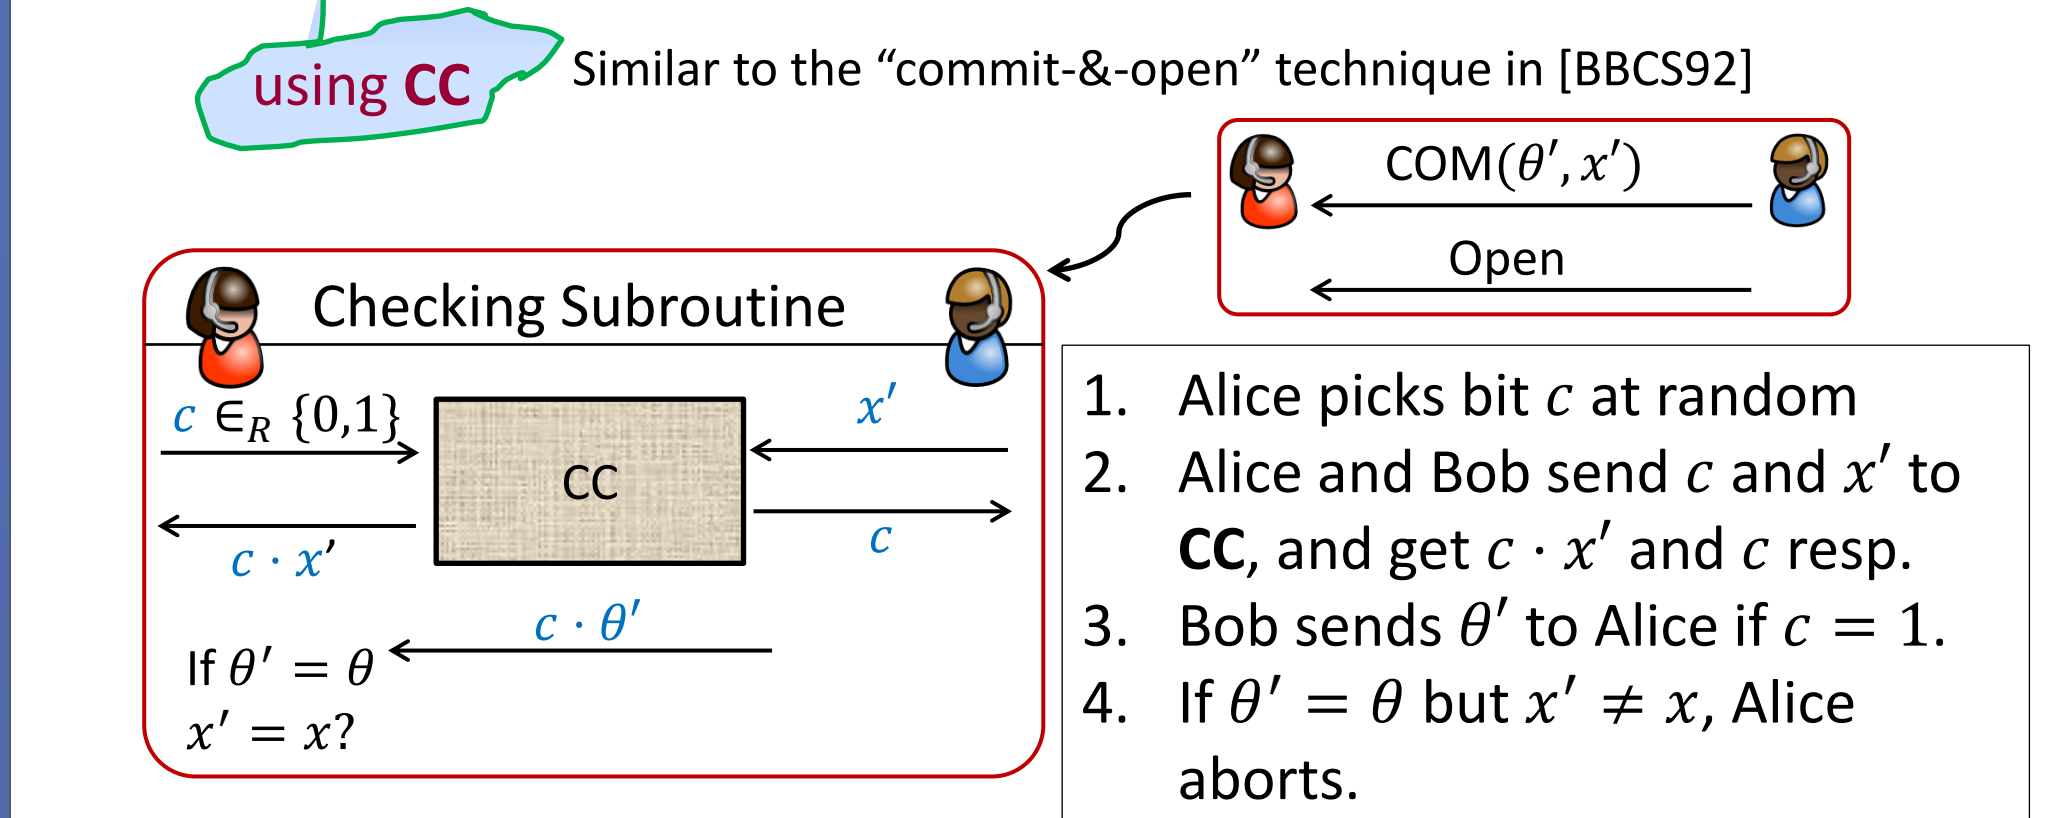 using CC
Similar to the “commit-&-open” technique in [BBCS92]
COM(θ′, x′)
Open
Checking Subroutine
c ∈_R {0,1}
x′
CC
c · x’
c
c · θ′
If θ′ = θ
x′ = x?
1. Alice picks bit c at random
2. Alice and Bob send c and x′ to
CC, and get c · x′ and c resp.
3. Bob sends θ′ to Alice if c = 1.
4. If θ′ = θ but x′ ≠ x, Alice
aborts.